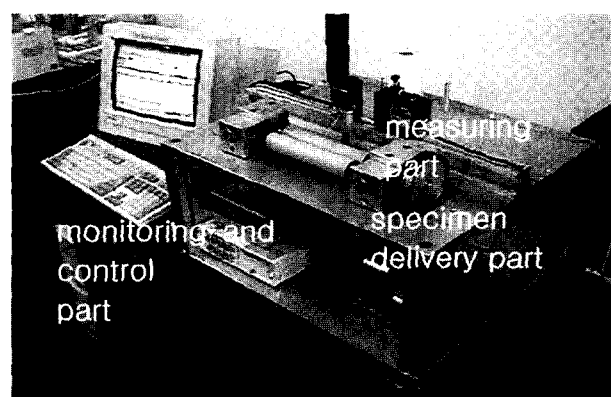 measuring
part
specimen
delivery part
monitoring and
control
part